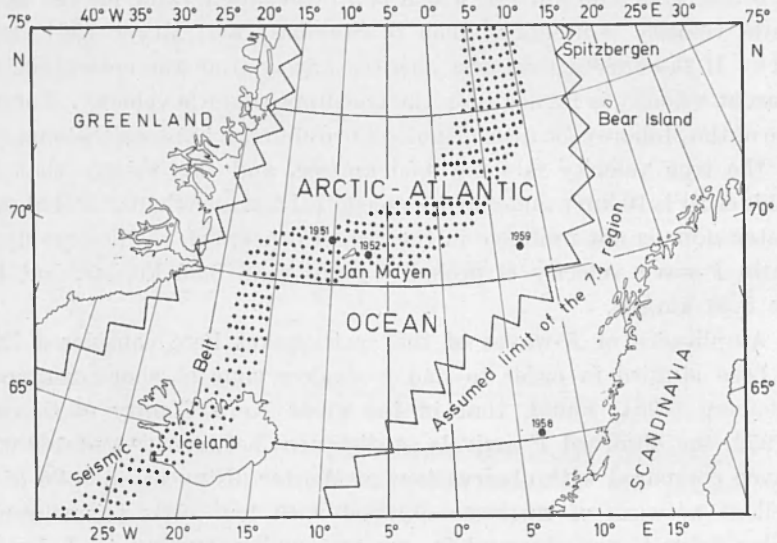 75° 40° W 35° 30° 25° 20° 15° 10° 5° 0° 5° 10° 15° 20° 25° E 30° 75°
N N
Spitzbergen
GREENLAND
Bear Island
ARCTIC-ATLANTIC
70° 70°
1951
1952
1959
Jan Mayen
OCEAN
Assumed limit of the 7.4 region
65° 65°
1958
Seismic Belt
Iceland
SCANDINAVIA
25° W 20° 15° 10° 5° 0° 5° 10° E 15°